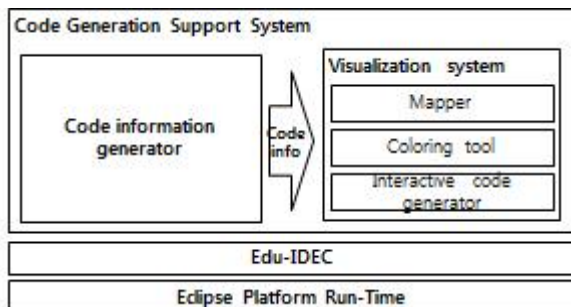 Code Generation Support System
Code information
generator
Code
info
Visualization system
Mapper
Coloring tool
Interactive code
generator
Edu-IDEC
Eclipse Platform Run-Time